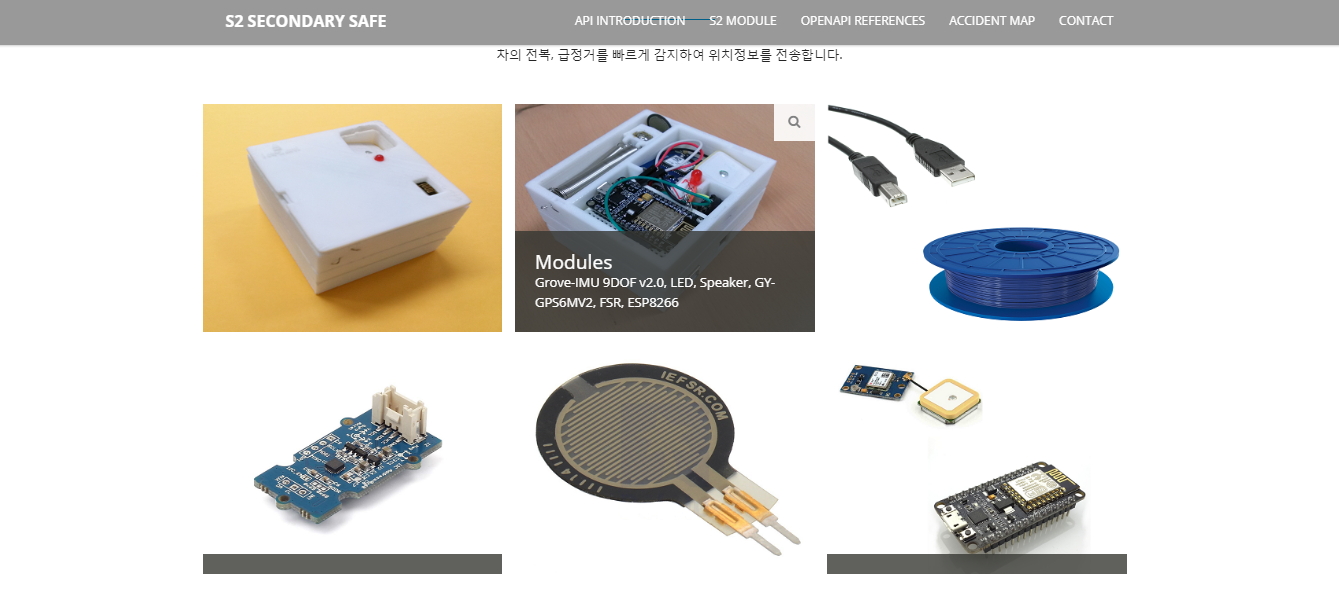 S2 SECONDARY SAFE
API INTRODUCTION S2 MODULE OPENAPI REFERENCES ACCIDENT MAP CONTACT
차의 전복, 급정거를 빠르게 감지하여 위치정보를 전송합니다.
Modules
Grove-IMU 9DOF v2.0, LED, Speaker, GY-
GPS6MV2, FSR, ESP8266
IEFSR.COM